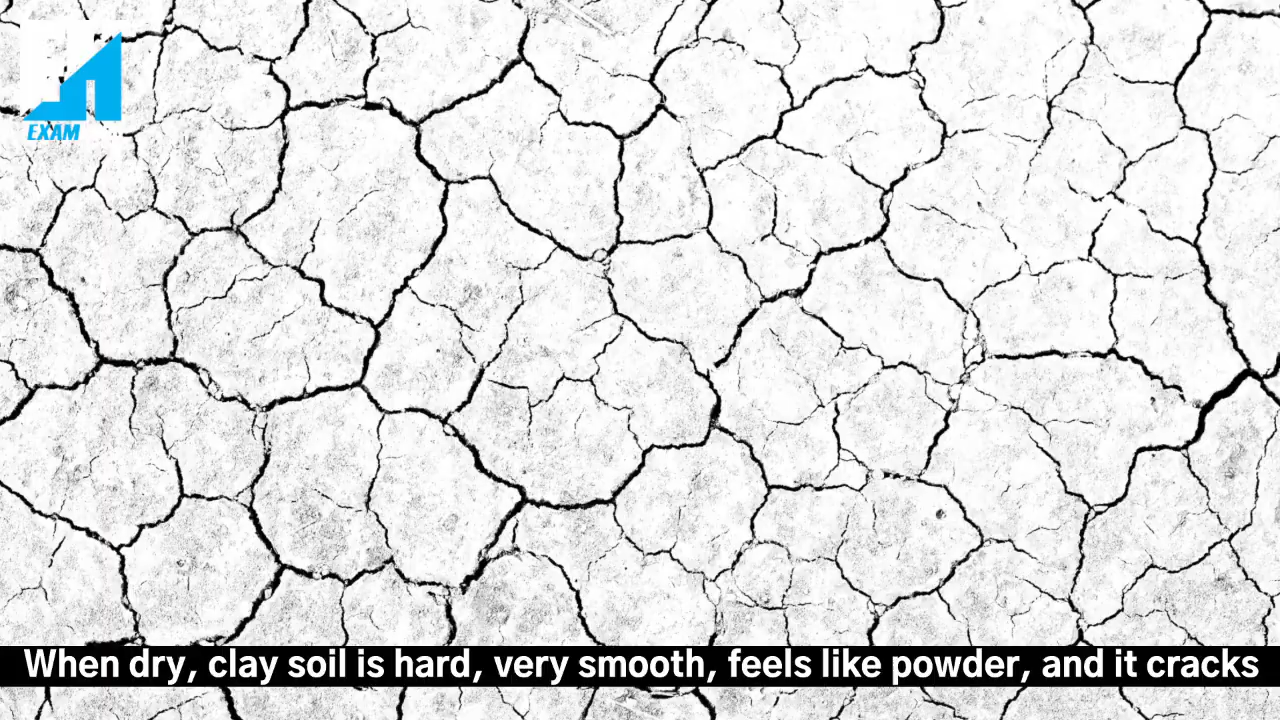 EXAM
When dry, clay soil is hard, very smooth, feels like powder, and it cracks